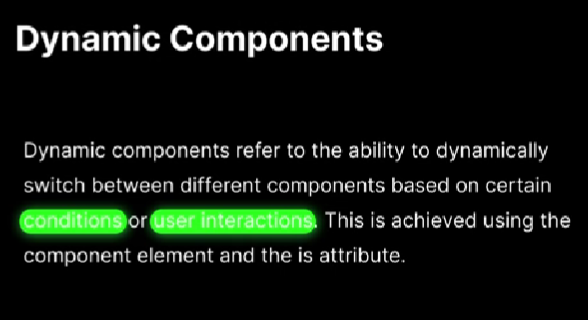 Dynamic Components
Dynamic components refer to the ability to dynamically
switch between different components based on certain
conditions or user interactions. This is achieved using the
component element and the is attribute.